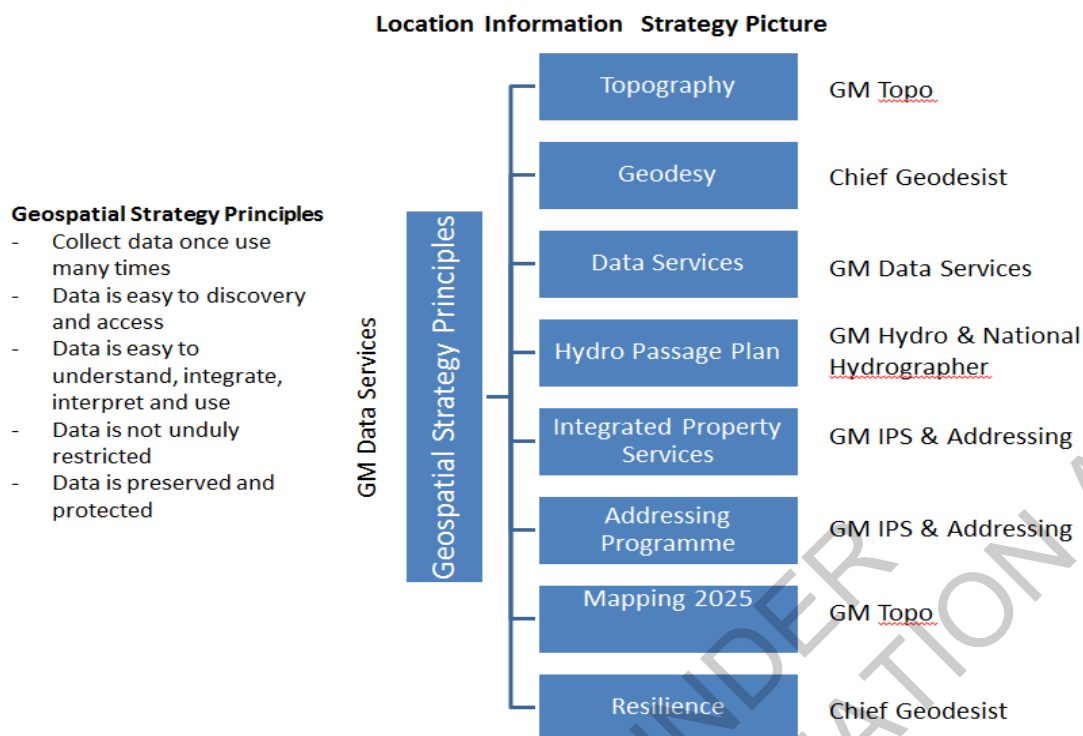 Location Information Strategy Picture
Geospatial Strategy Principles
- Collect data once use
many times
- Data is easy to discovery
and access
- Data is easy to
understand, integrate,
interpret and use
- Data is not unduly
restricted
- Data is preserved and
protected
GM Data Services
Geospatial Strategy Principles
Topography
GM Topo
Geodesy
Chief Geodesist
Data Services
GM Data Services
Hydro Passage Plan
GM Hydro & National
Hydrographer
Integrated Property
Services
GM IPS & Addressing
Addressing
Programme
GM IPS & Addressing
Mapping 2025
GM Topo
Resilience
Chief Geodesist